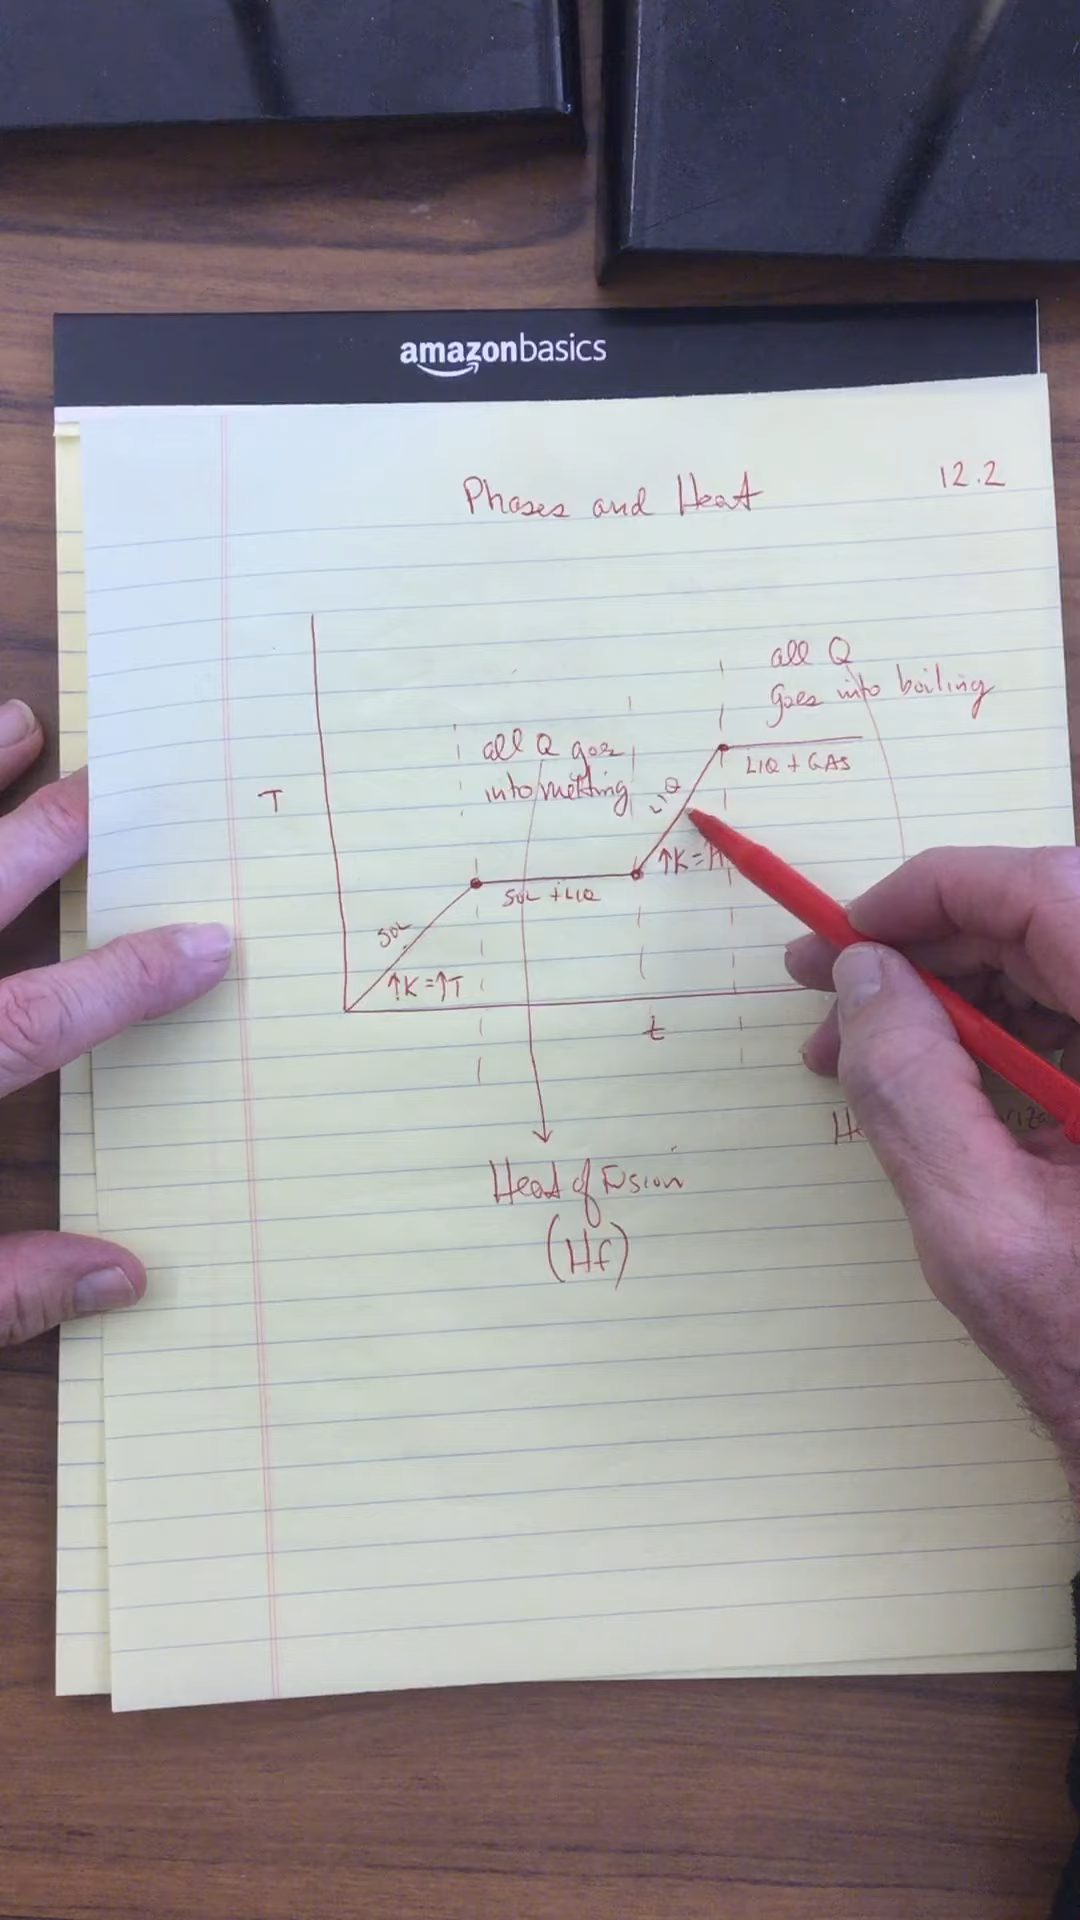 amazonbasics
12.2
Phases and Heat
all Q
goes into boiling
all Q goes
into melting
LIQ
LIQ + GAS
T
↑K =
SOL + LIQ
SOL
↑K = ↑T
t
Heat of Fusion
(Hf)